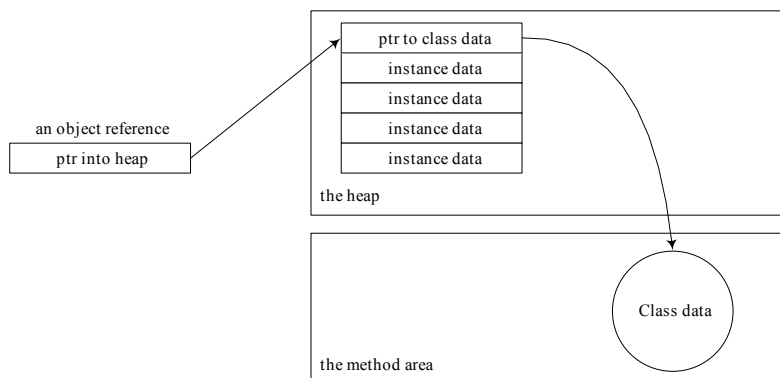 ptr to class data
instance data
instance data
an object reference
instance data
ptr into heap
instance data
the heap
Class data
the method area